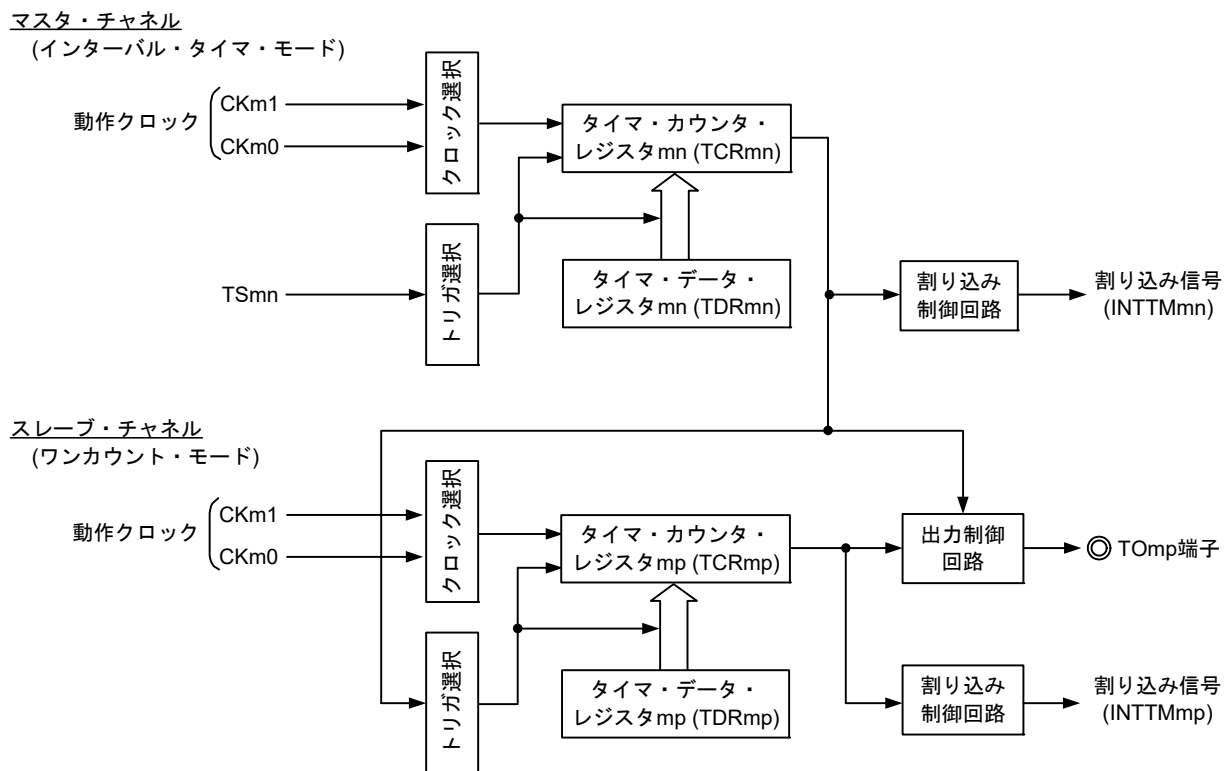 マスタ・チャネル
(インターバル・タイマ・モード)
動作クロック
CKm1
CKm0
クロック選択
タイマ・カウンタ・
レジスタmn (TCRmn)
TSmn
トリガ選択
タイマ・データ・
レジスタmn (TDRmn)
割り込み
制御回路
割り込み信号
(INTTMmn)
スレーブ・チャネル
(ワンカウント・モード)
動作クロック
CKm1
CKm0
クロック選択
タイマ・カウンタ・
レジスタmp (TCRmp)
出力制御
回路
TOmp端子
トリガ選択
タイマ・データ・
レジスタmp (TDRmp)
割り込み
制御回路
割り込み信号
(INTTMmp)